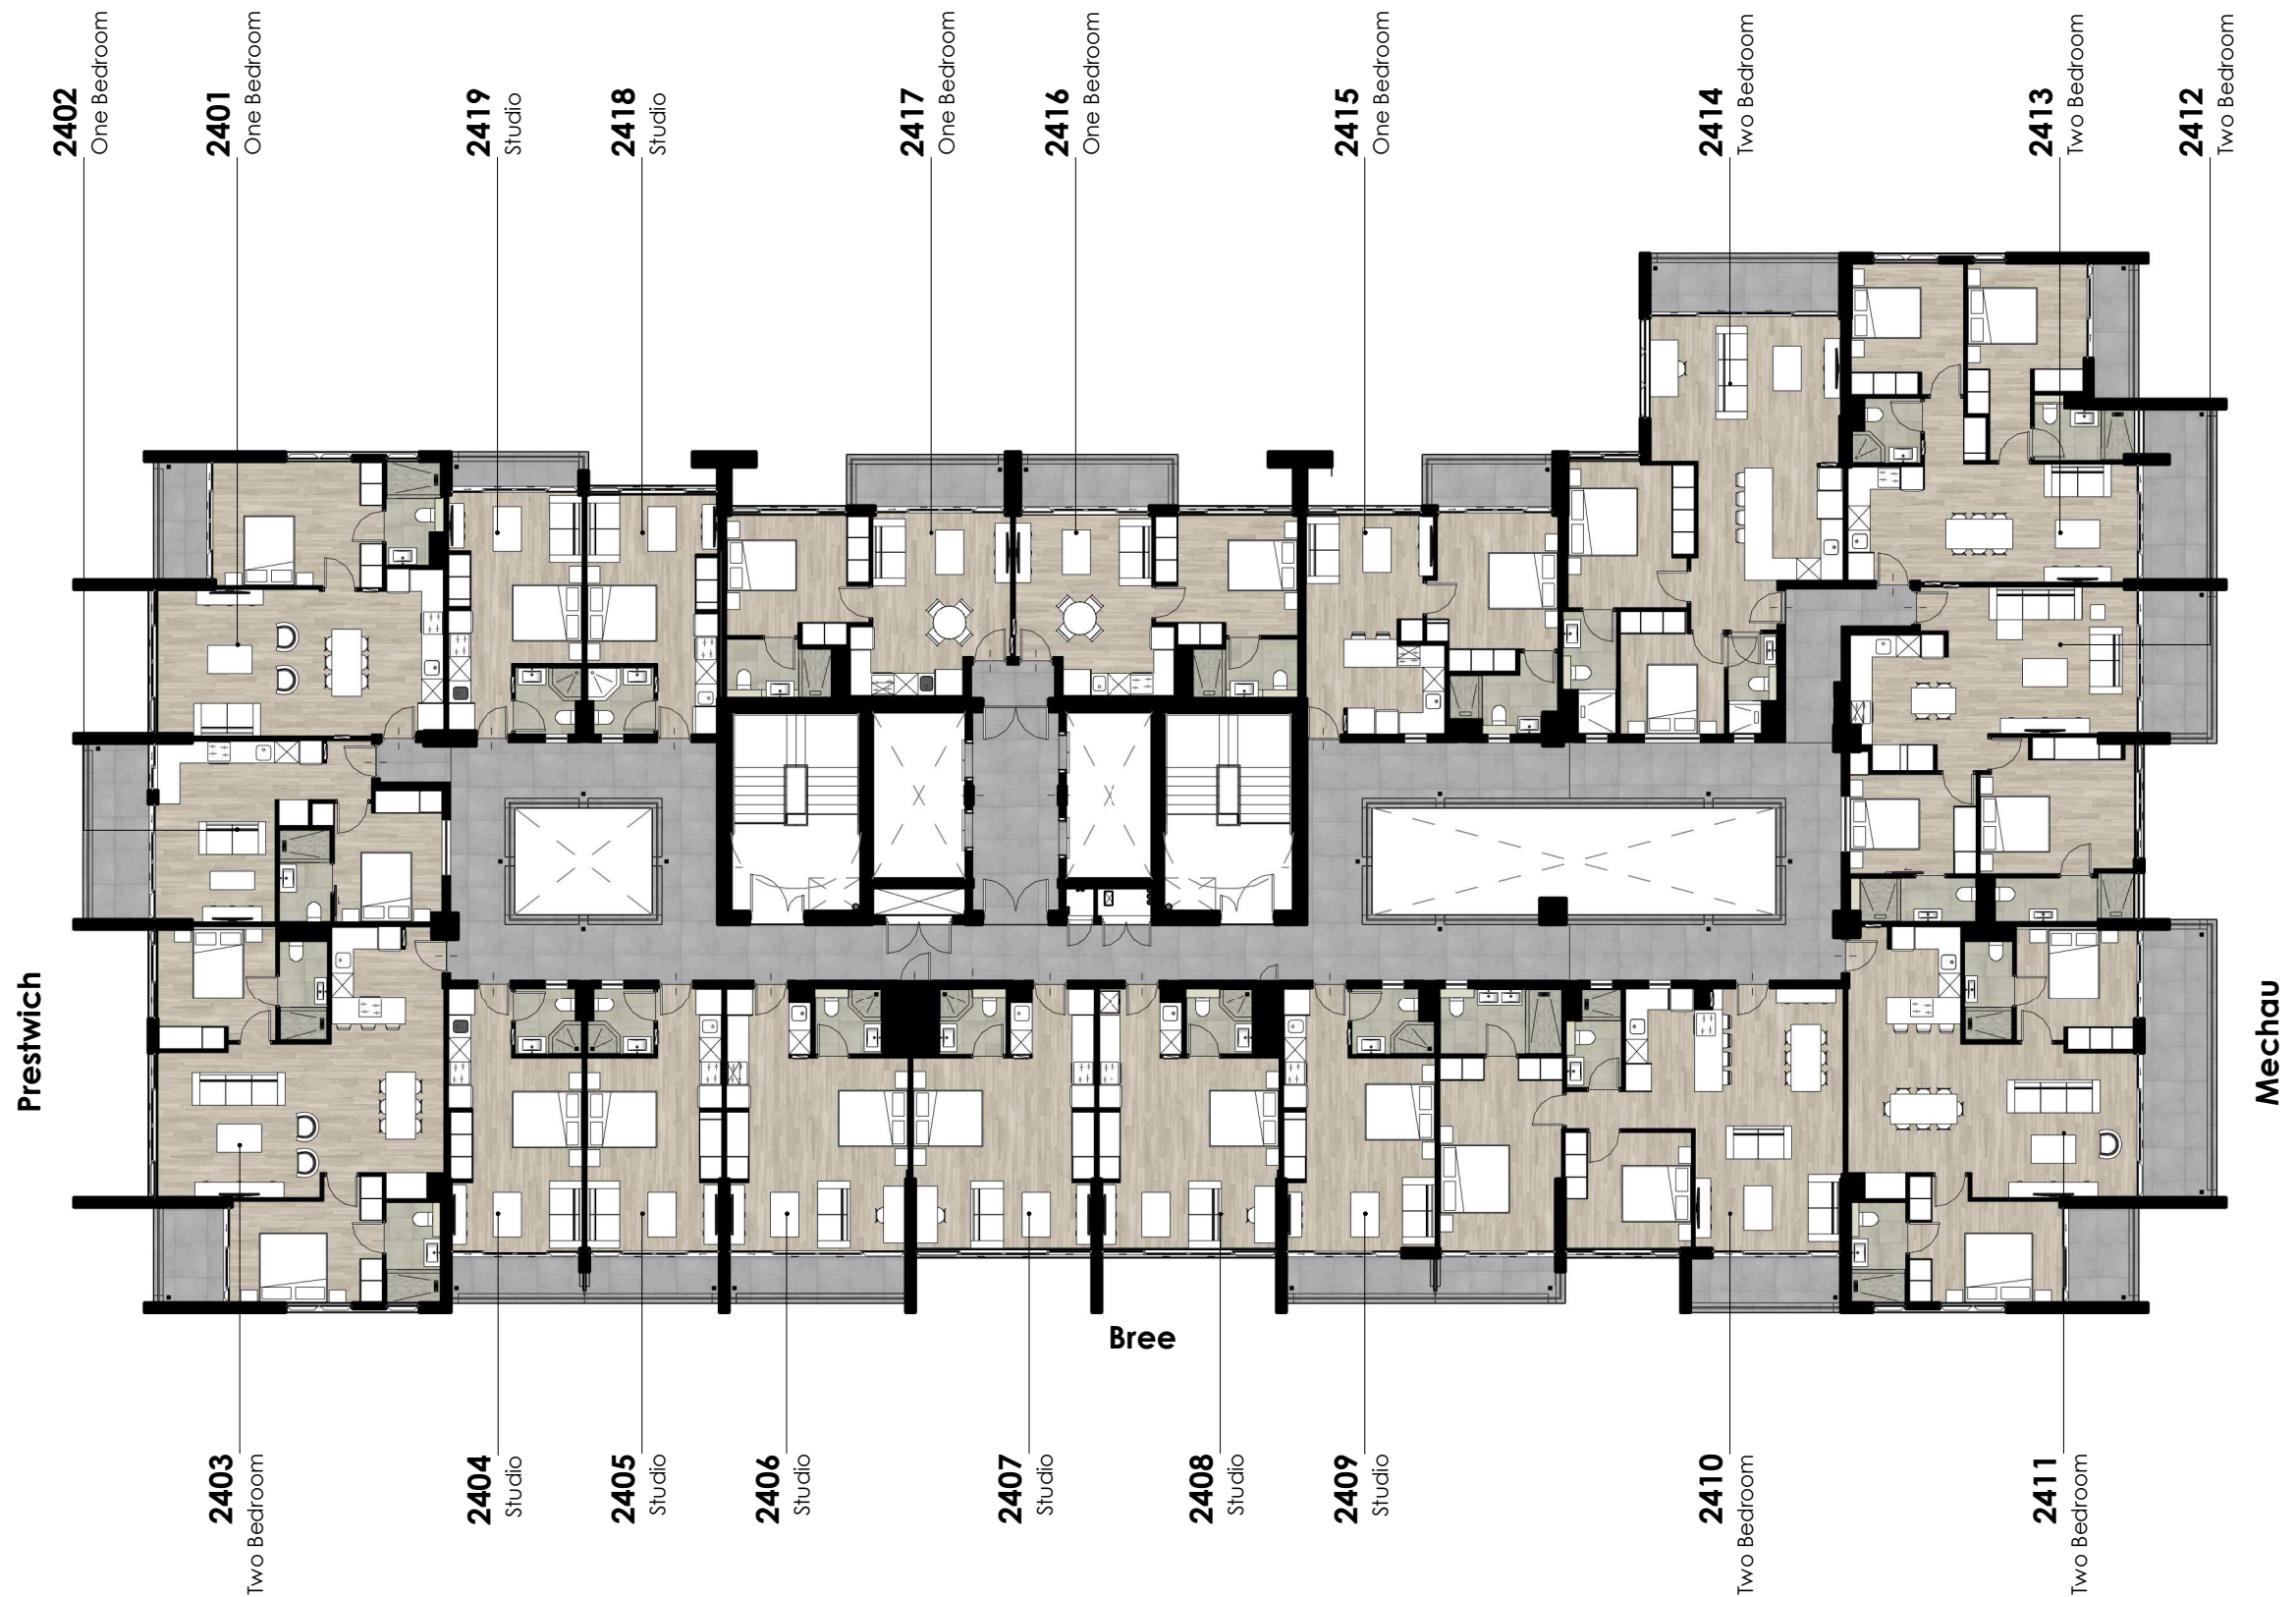 2402
One Bedroom
2401
One Bedroom
2419
Studio
2418
Studio
2417
One Bedroom
2416
One Bedroom
2415
One Bedroom
2414
Two Bedroom
2413
Two Bedroom
2412
Two Bedroom
Prestwich
Mechau
Bree
2403
Two Bedroom
2404
Studio
2405
Studio
2406
Studio
2407
Studio
2408
Studio
2409
Studio
2410
Two Bedroom
2411
Two Bedroom